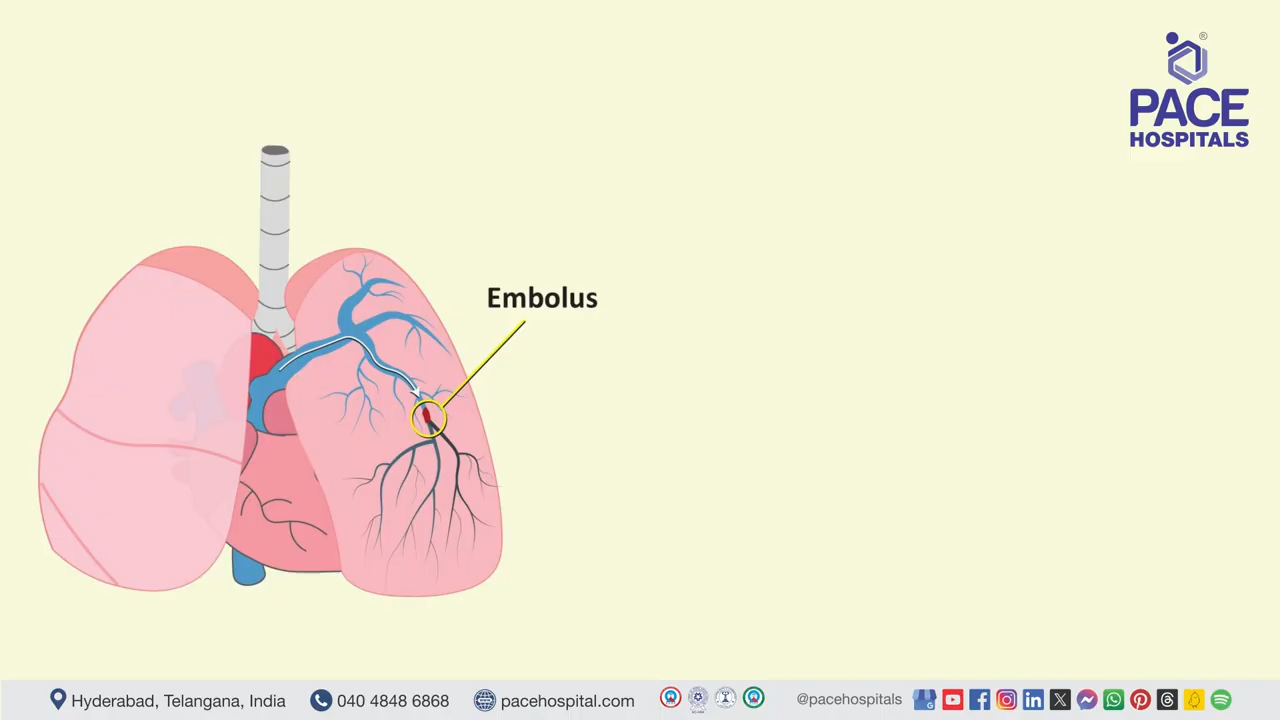 ®
PACE
HOSPITALS
Embolus
Hyderabad, Telangana, India
040 4848 6868
pacehospital.com
@pacehospitals